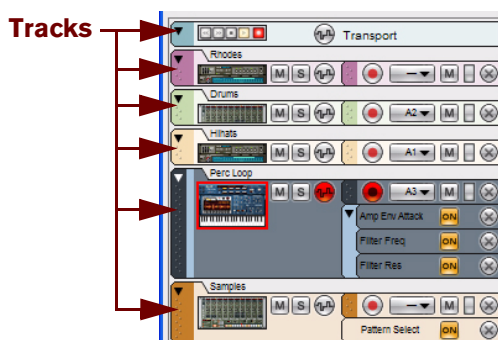 Tracks
Transport
Rhodes
M S — M
Drums
M S A2 M
Hihats
M S A1 M
Perc Loop
M S A3 M
Amp Env Attack ON
Filter Freq ON
Filter Res ON
Samples
M S — M
Pattern Select ON